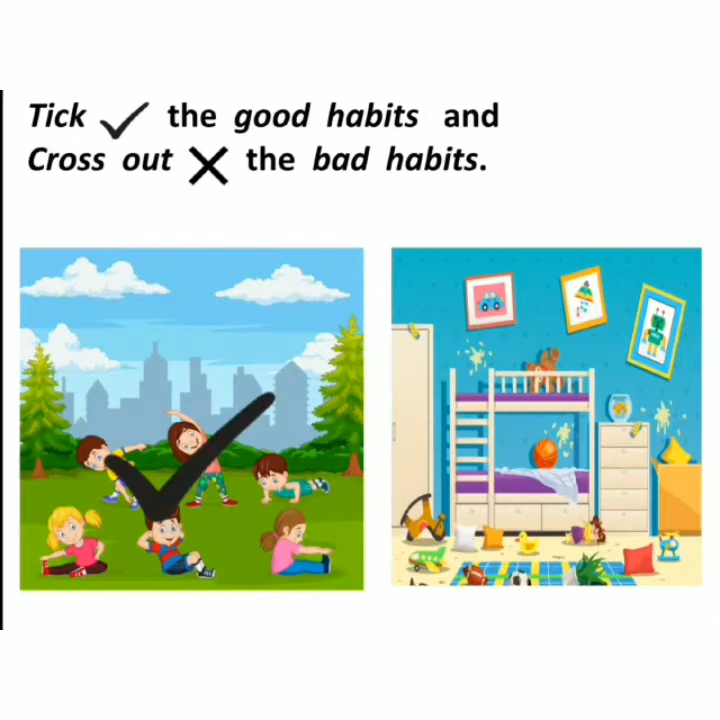 Tick ✓ the good habits and
Cross out ✗ the bad habits.